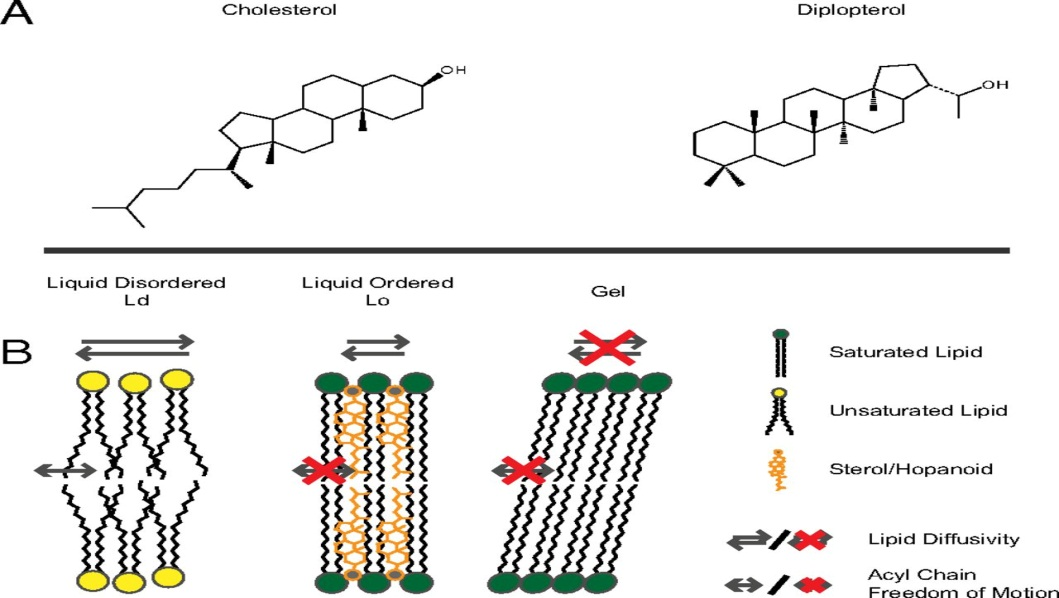 A
Cholesterol
Diplopterol
OH
OH
Liquid Disordered
Ld
Liquid Ordered
Lo
Gel
B
Saturated Lipid
Unsaturated Lipid
Sterol/Hopanoid
Lipid Diffusivity
Acyl Chain
Freedom of Motion